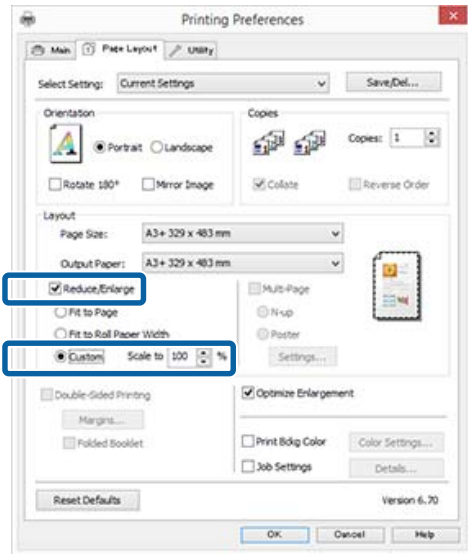 Printing Preferences
Main Page Layout Utility
Select Setting: Current Settings Save/Del...
Orientation
Portrait Landscape
Rotate 180° Mirror Image
Copies
Copies: 1
Collate Reverse Order
Layout
Page Size: A3+ 329 x 483 mm
Output Paper: A3+ 329 x 483 mm
Reduce/Enlarge
Fit to Page
Fit to Roll Paper Width
Custom Scale to 100 %
Multi-Page
N-up
Poster
Settings...
Double-Sided Printing
Margins...
Folded Booklet
Optimize Enlargement
Print Bckg Color Color Settings...
Job Settings Details...
Reset Defaults Version 6.70
OK Cancel Help